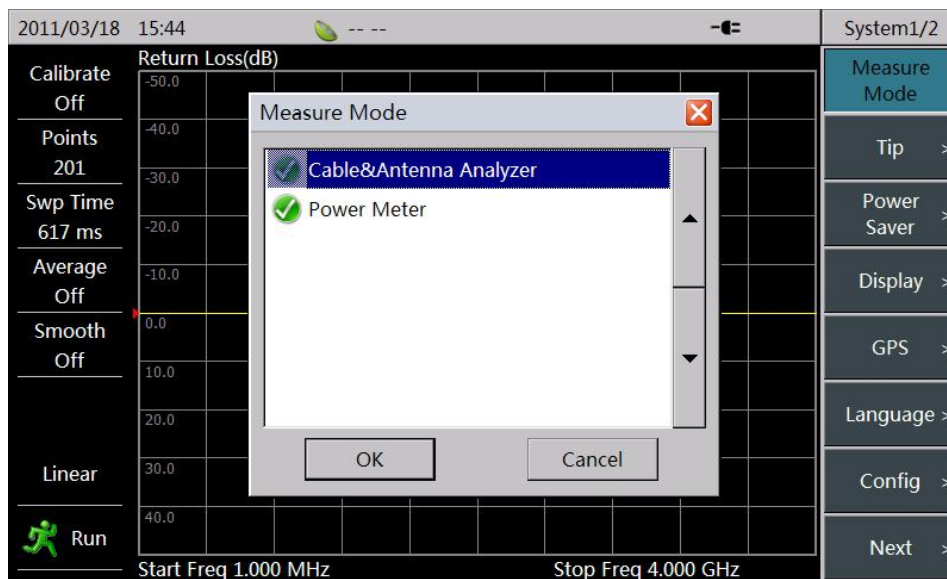 2011/03/18 15:44 -- -- System1/2
Return Loss(dB)
Calibrate
Off
Points
201
Swp Time
617 ms
Average
Off
Smooth
Off
Linear
Run
-50.0
-40.0
-30.0
-20.0
-10.0
0.0
10.0
20.0
30.0
40.0
Start Freq 1.000 MHz Stop Freq 4.000 GHz
Measure Mode
Cable&Antenna Analyzer
Power Meter
OK Cancel
Measure
Mode
Tip >
Power
Saver >
Display >
GPS >
Language >
Config >
Next >